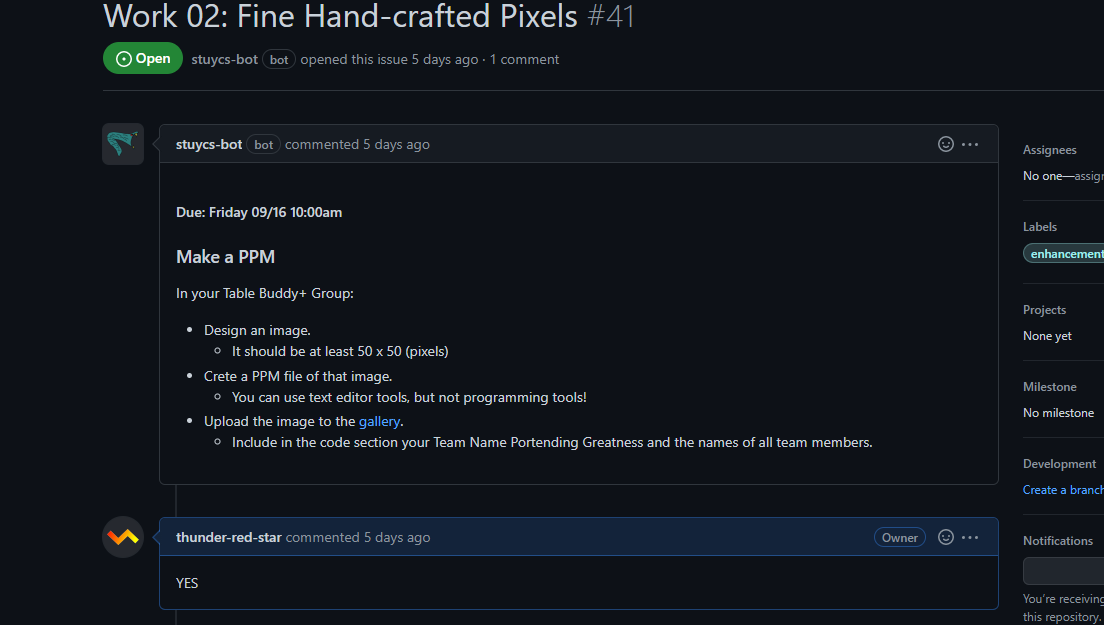 Work 02: Fine Hand-crafted Pixels #41
Open stuycs-bot bot opened this issue 5 days ago · 1 comment
stuycs-bot bot commented 5 days ago
Due: Friday 09/16 10:00am
Make a PPM
In your Table Buddy+ Group:
• Design an image.
◦ It should be at least 50 x 50 (pixels)
• Crete a PPM file of that image.
◦ You can use text editor tools, but not programming tools!
• Upload the image to the gallery.
◦ Include in the code section your Team Name Portending Greatness and the names of all team members.
thunder-red-star commented 5 days ago Owner
YES
Assignees
No one—assig
Labels
enhancement
Projects
None yet
Milestone
No milestone
Development
Create a branch
Notifications
You're receiving
this repository.